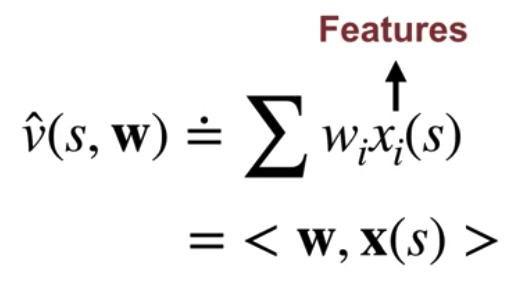 Features
v̂(s, w) ≐ ∑ wᵢxᵢ(s)
= < w, x(s) >